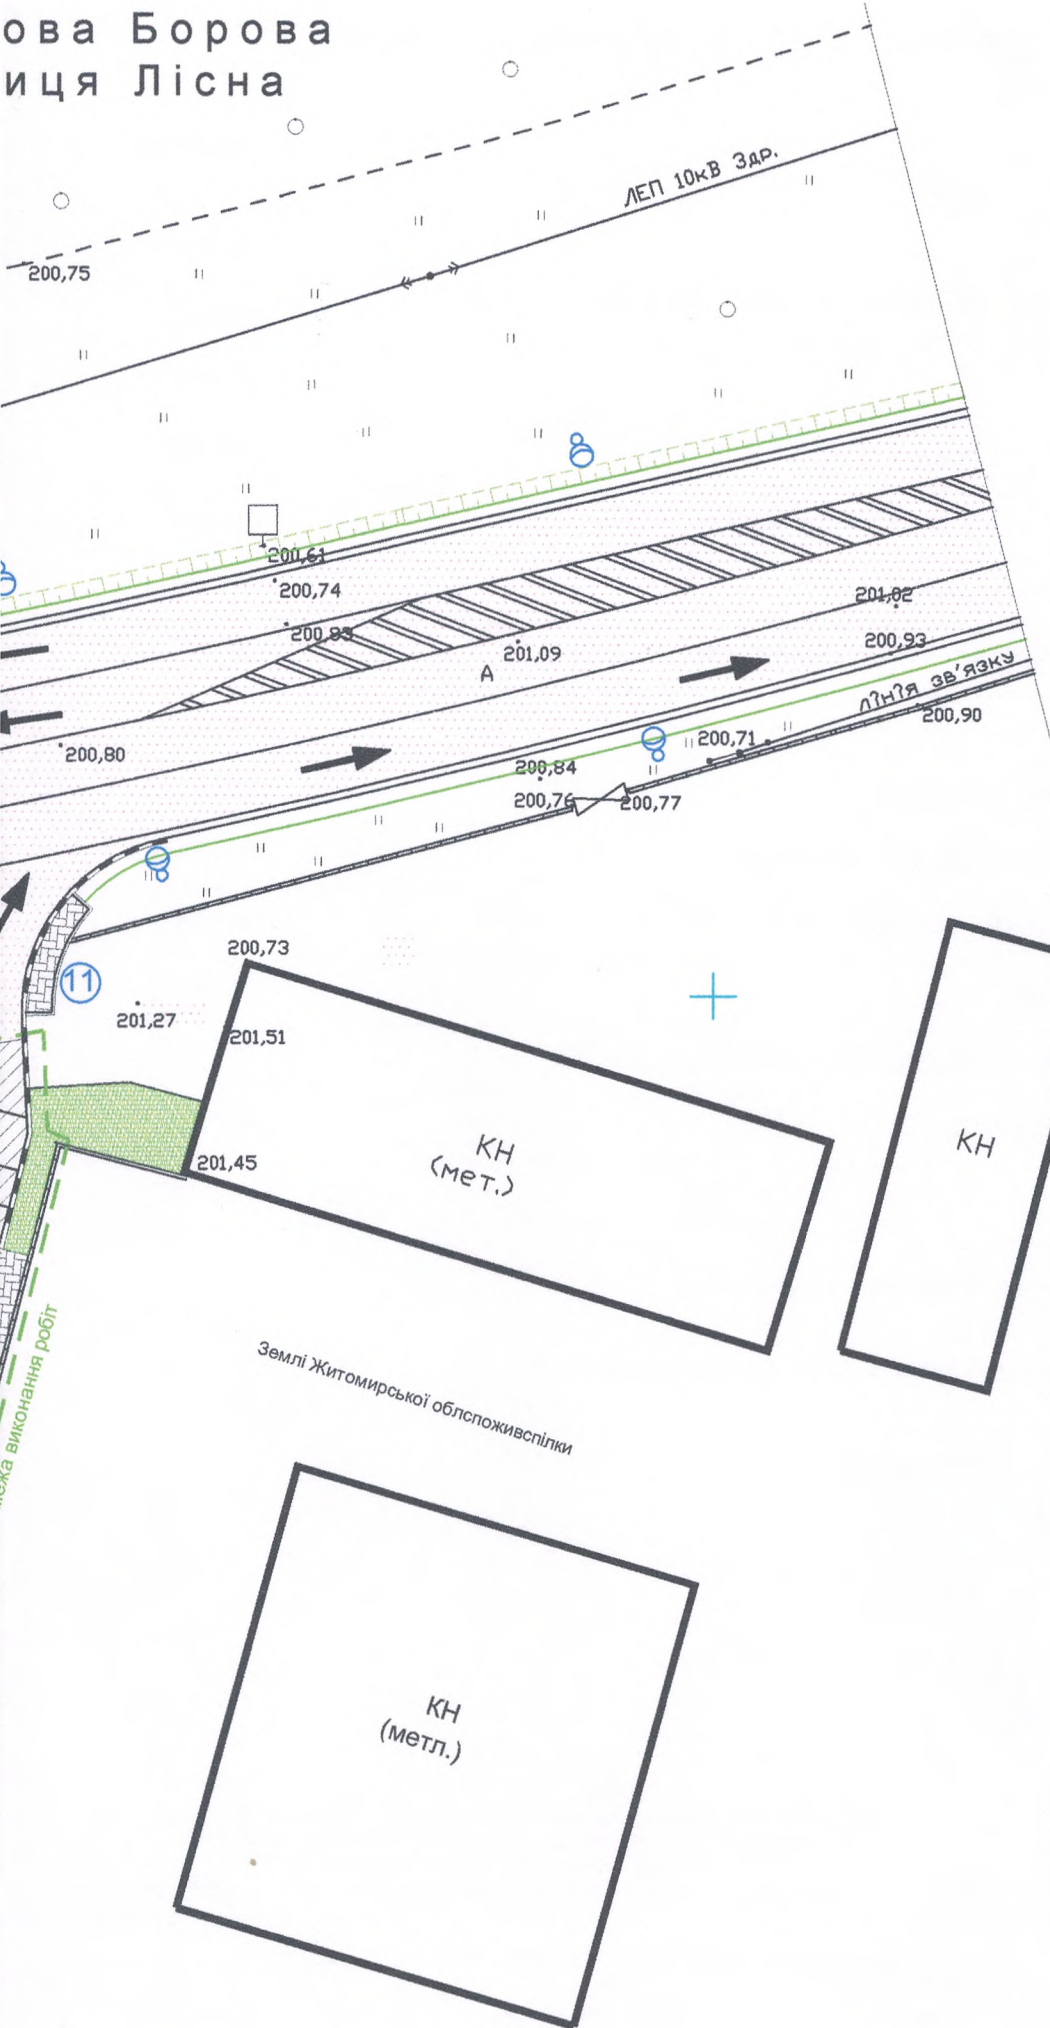 ова Борова
иця Лісна
ЛЕП 10кВ 3др.
200,75
200,61
200,74
200,83
201,02
201,09
200,93
А
лінія зв'язку
200,90
200,80
200,71
200,84
200,76
200,77
200,73
11
201,27
201,51
КН
(мет.)
КН
201,45
Землі Житомирської облспоживспілки
ежа виконання робіт
КН
(метл.)